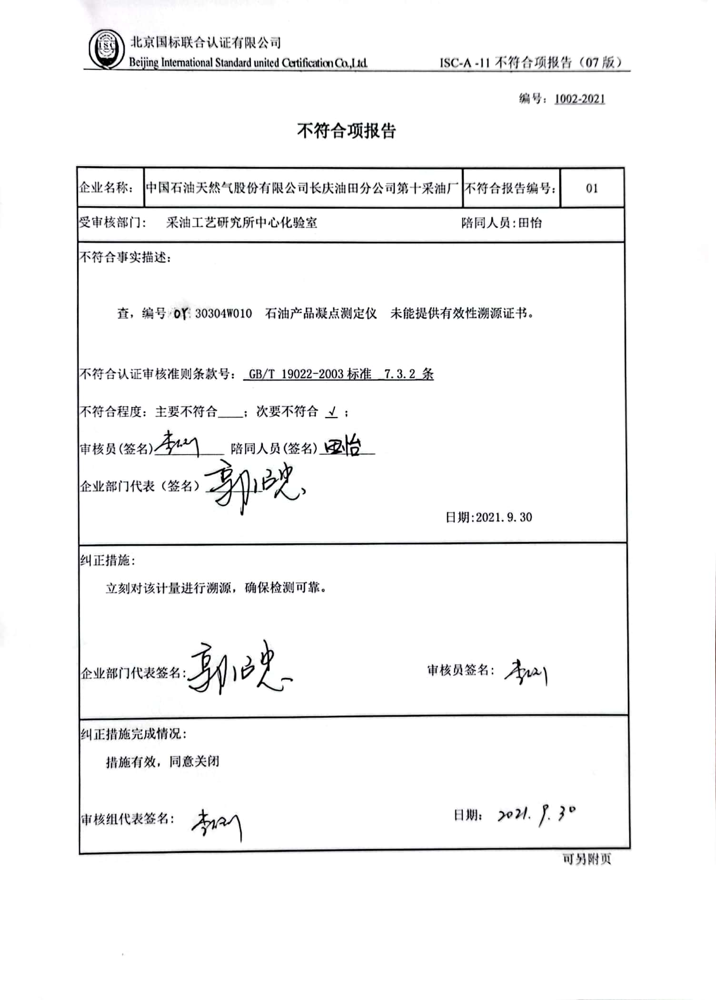 ISC
北京国标联合认证有限公司
Beijing International Standard united Certification Co.,Ltd.
ISC-A -11 不符合项报告（07 版）
编号：1002-2021
不符合项报告
企业名称： 中国石油天然气股份有限公司长庆油田分公司第十采油厂 不符合报告编号： 01
受审核部门： 采油工艺研究所中心化验室 陪同人员:田怡
不符合事实描述：
查，编号 30304W010 石油产品凝点测定仪 未能提供有效性溯源证书。
不符合认证审核准则条款号： GB/T 19022-2003标准 7.3.2 条
不符合程度：主要不符合____；次要不符合 √ ；
审核员(签名) 陪同人员(签名) 田怡
企业部门代表（签名）
日期:2021.9.30
纠正措施：
立刻对该计量进行溯源，确保检测可靠。
企业部门代表签名： 审核员签名：
纠正措施完成情况：
措施有效，同意关闭
审核组代表签名： 日期： 2021.9.30
可另附页